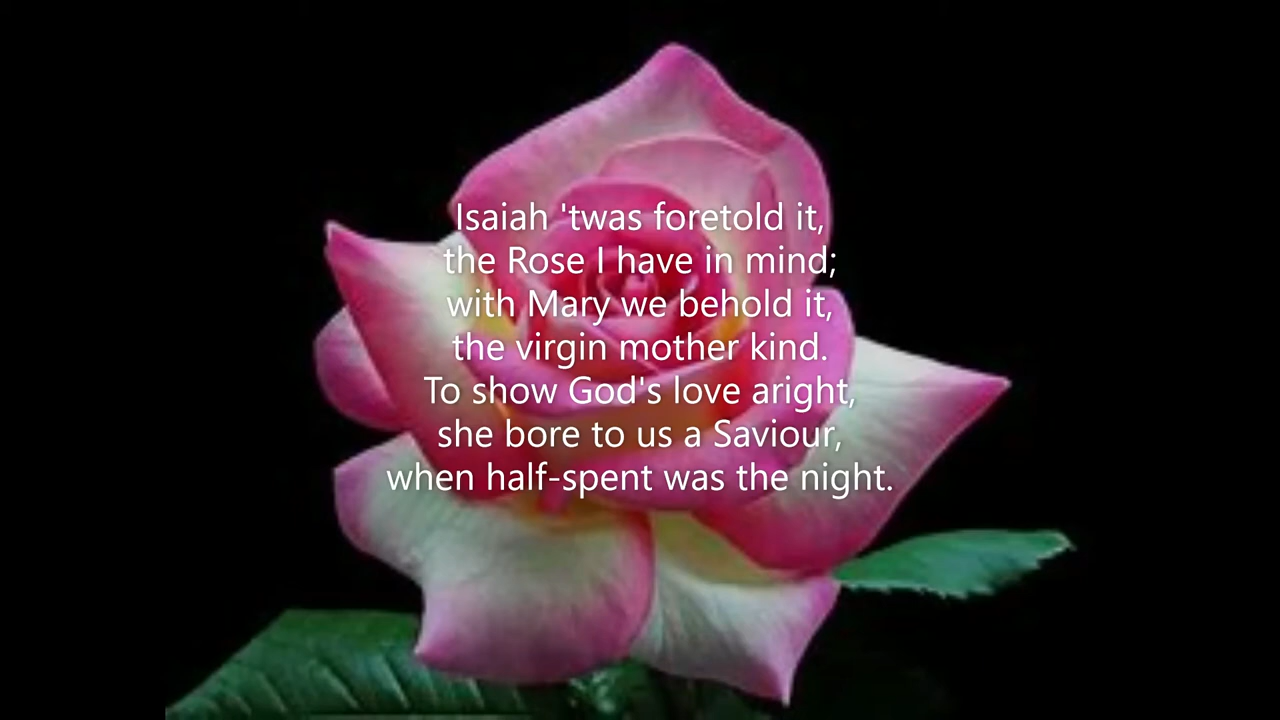 Isaiah 'twas foretold it,
the Rose I have in mind;
with Mary we behold it,
the virgin mother kind.
To show God's love aright,
she bore to us a Saviour,
when half-spent was the night.